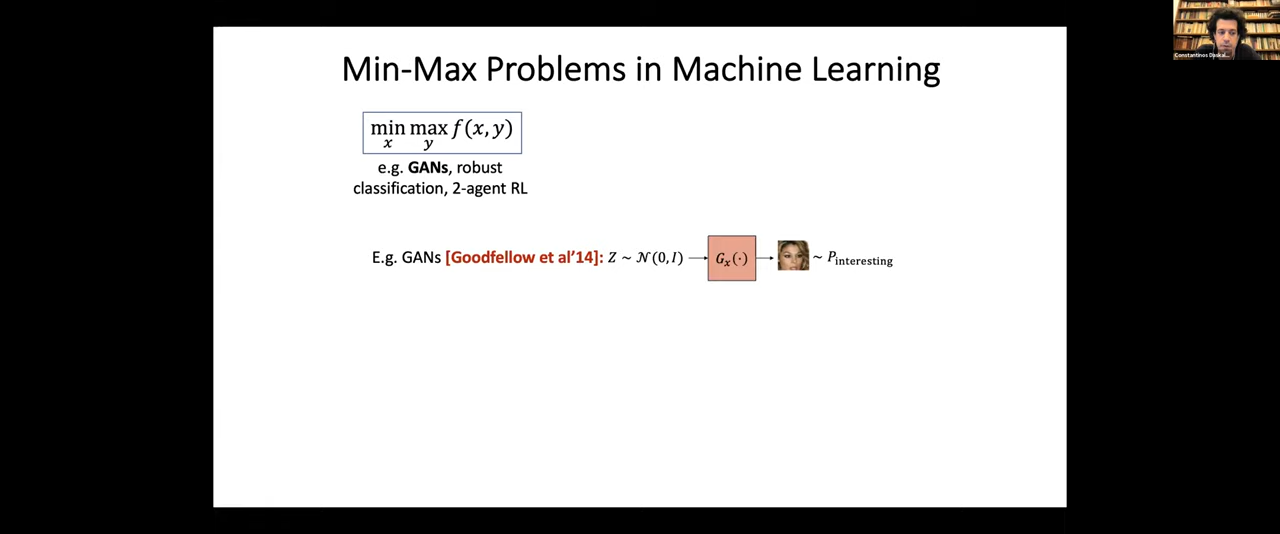 Min-Max Problems in Machine Learning
min max f(x, y)
x y
e.g. GANs, robust
classification, 2-agent RL
E.g. GANs [Goodfellow et al'14]: Z ~ 𝒩(0, I) → G_x(·) → ~ P_interesting
Constantinos